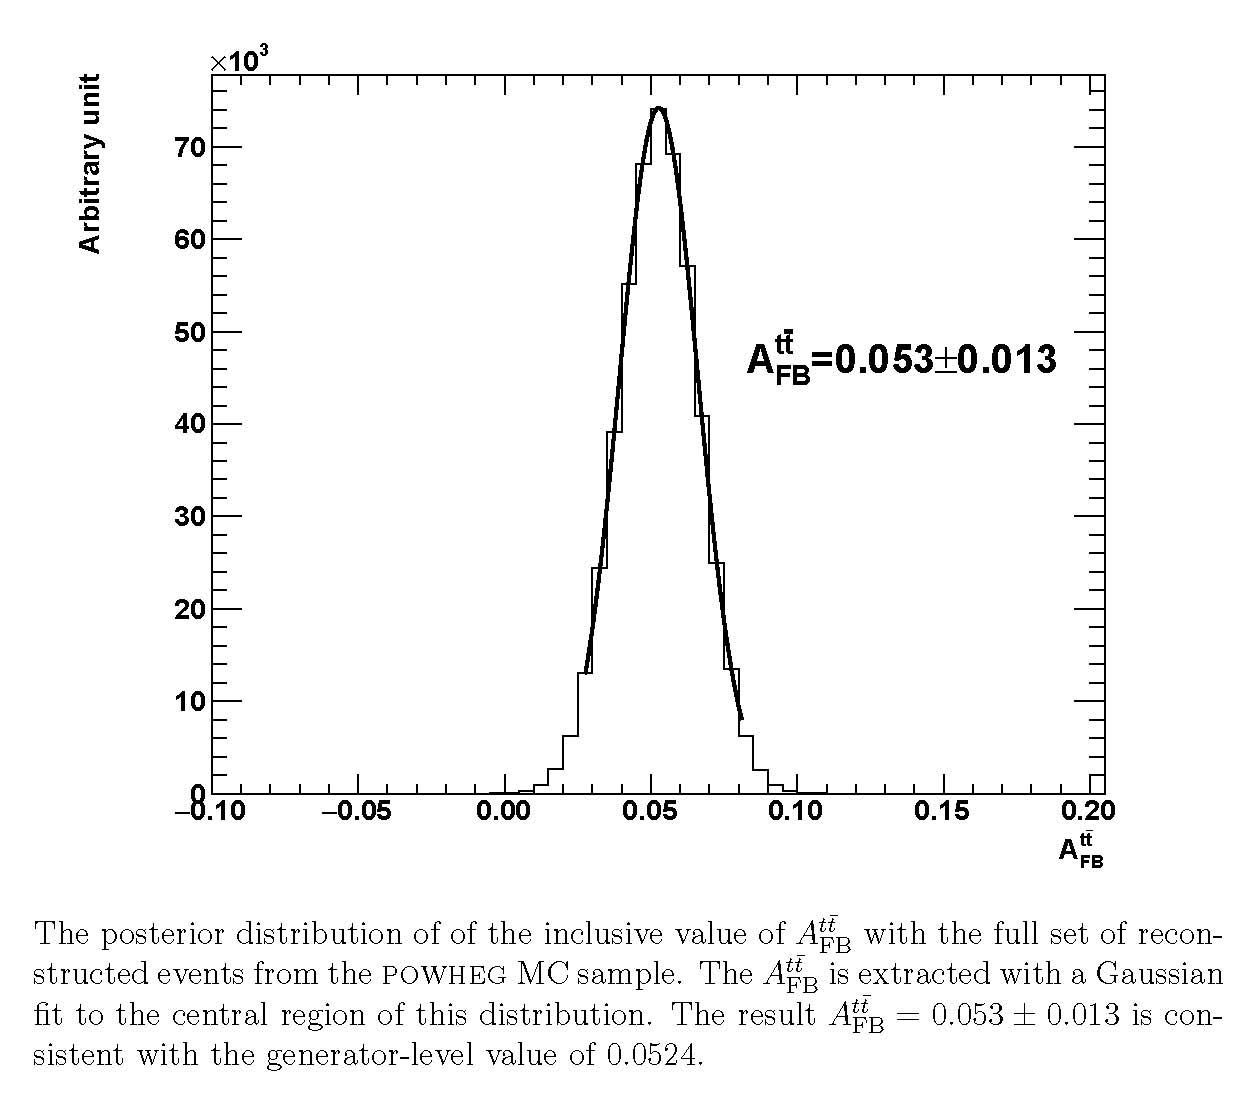 ×10³
Arbitrary unit
70
60
50
40
30
20
10
0
A_FB^{tt̄}=0.053±0.013
−0.10 −0.05 0.00 0.05 0.10 0.15 0.20
A_FB^{tt̄}
The posterior distribution of of the inclusive value of A_FB^{tt̄} with the full set of recon-
structed events from the POWHEG MC sample. The A_FB^{tt̄} is extracted with a Gaussian
fit to the central region of this distribution. The result A_FB^{tt̄} = 0.053 ± 0.013 is con-
sistent with the generator-level value of 0.0524.